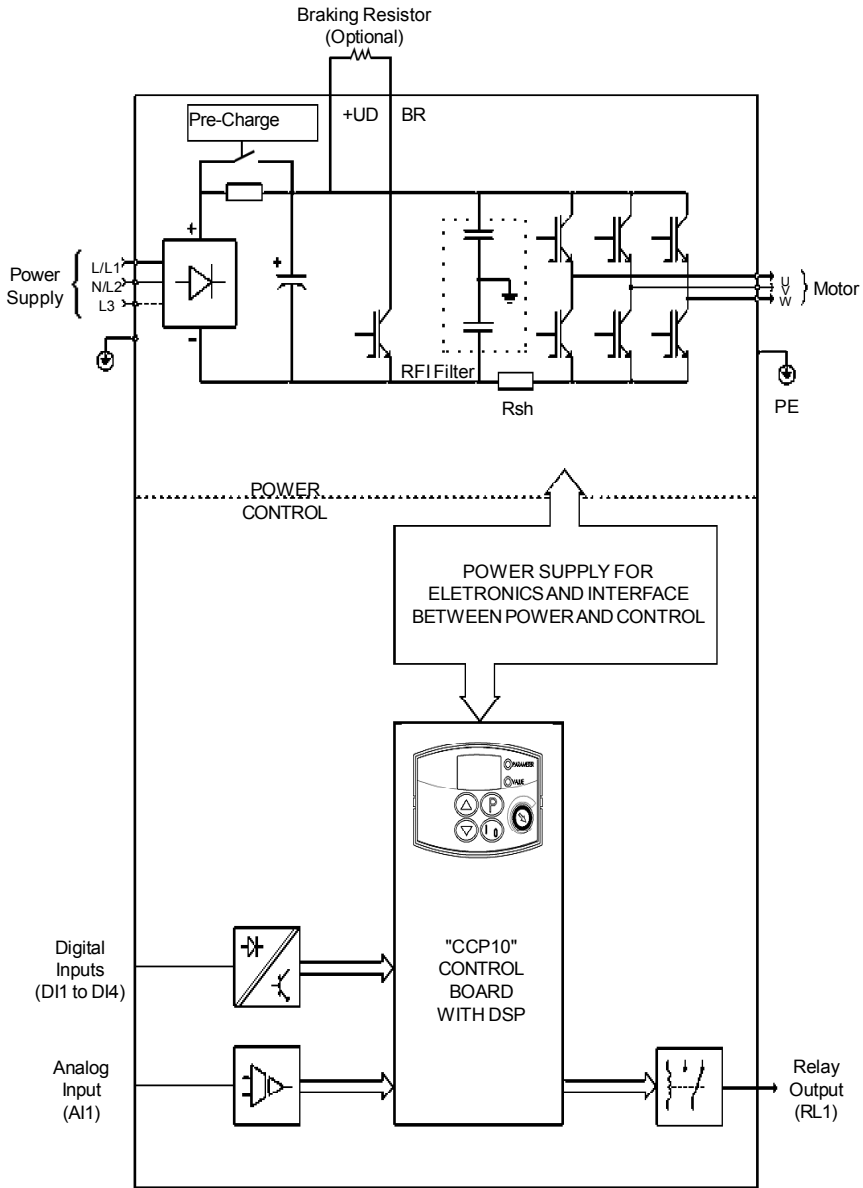 Braking Resistor
(Optional)
Pre-Charge
+UD BR
+
-
+
Power
Supply
L/L1
N/L2
L3
U
V
W
Motor
RFI Filter
Rsh
PE
POWER
CONTROL
POWER SUPPLY FOR
ELETRONICS AND INTERFACE
BETWEEN POWER AND CONTROL
PARAMETER
VALUE
P
I
0
Digital
Inputs
(DI1 to DI4)
"CCP10"
CONTROL
BOARD
WITH DSP
Analog
Input
(AI1)
Relay
Output
(RL1)